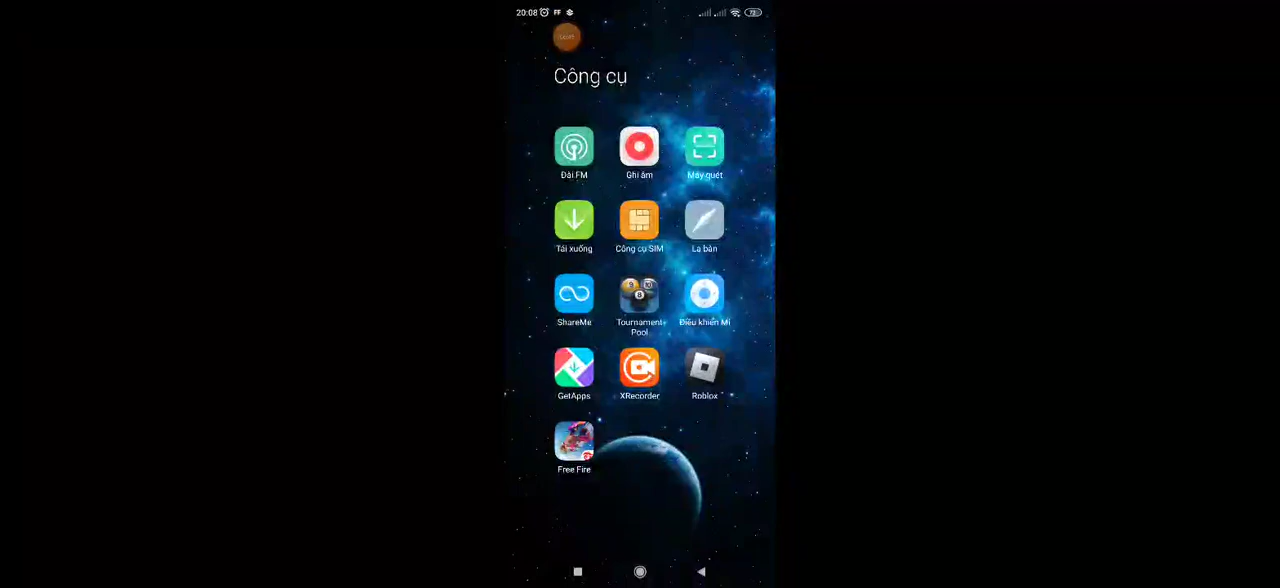 20:08 FF
Công cụ
Đài FM
Ghi âm
Máy quét
Tải xuống
Công cụ SIM
La bàn
ShareMe
Tournament
Pool
Điều khiển Mi
GetApps
XRecorder
Roblox
Free Fire